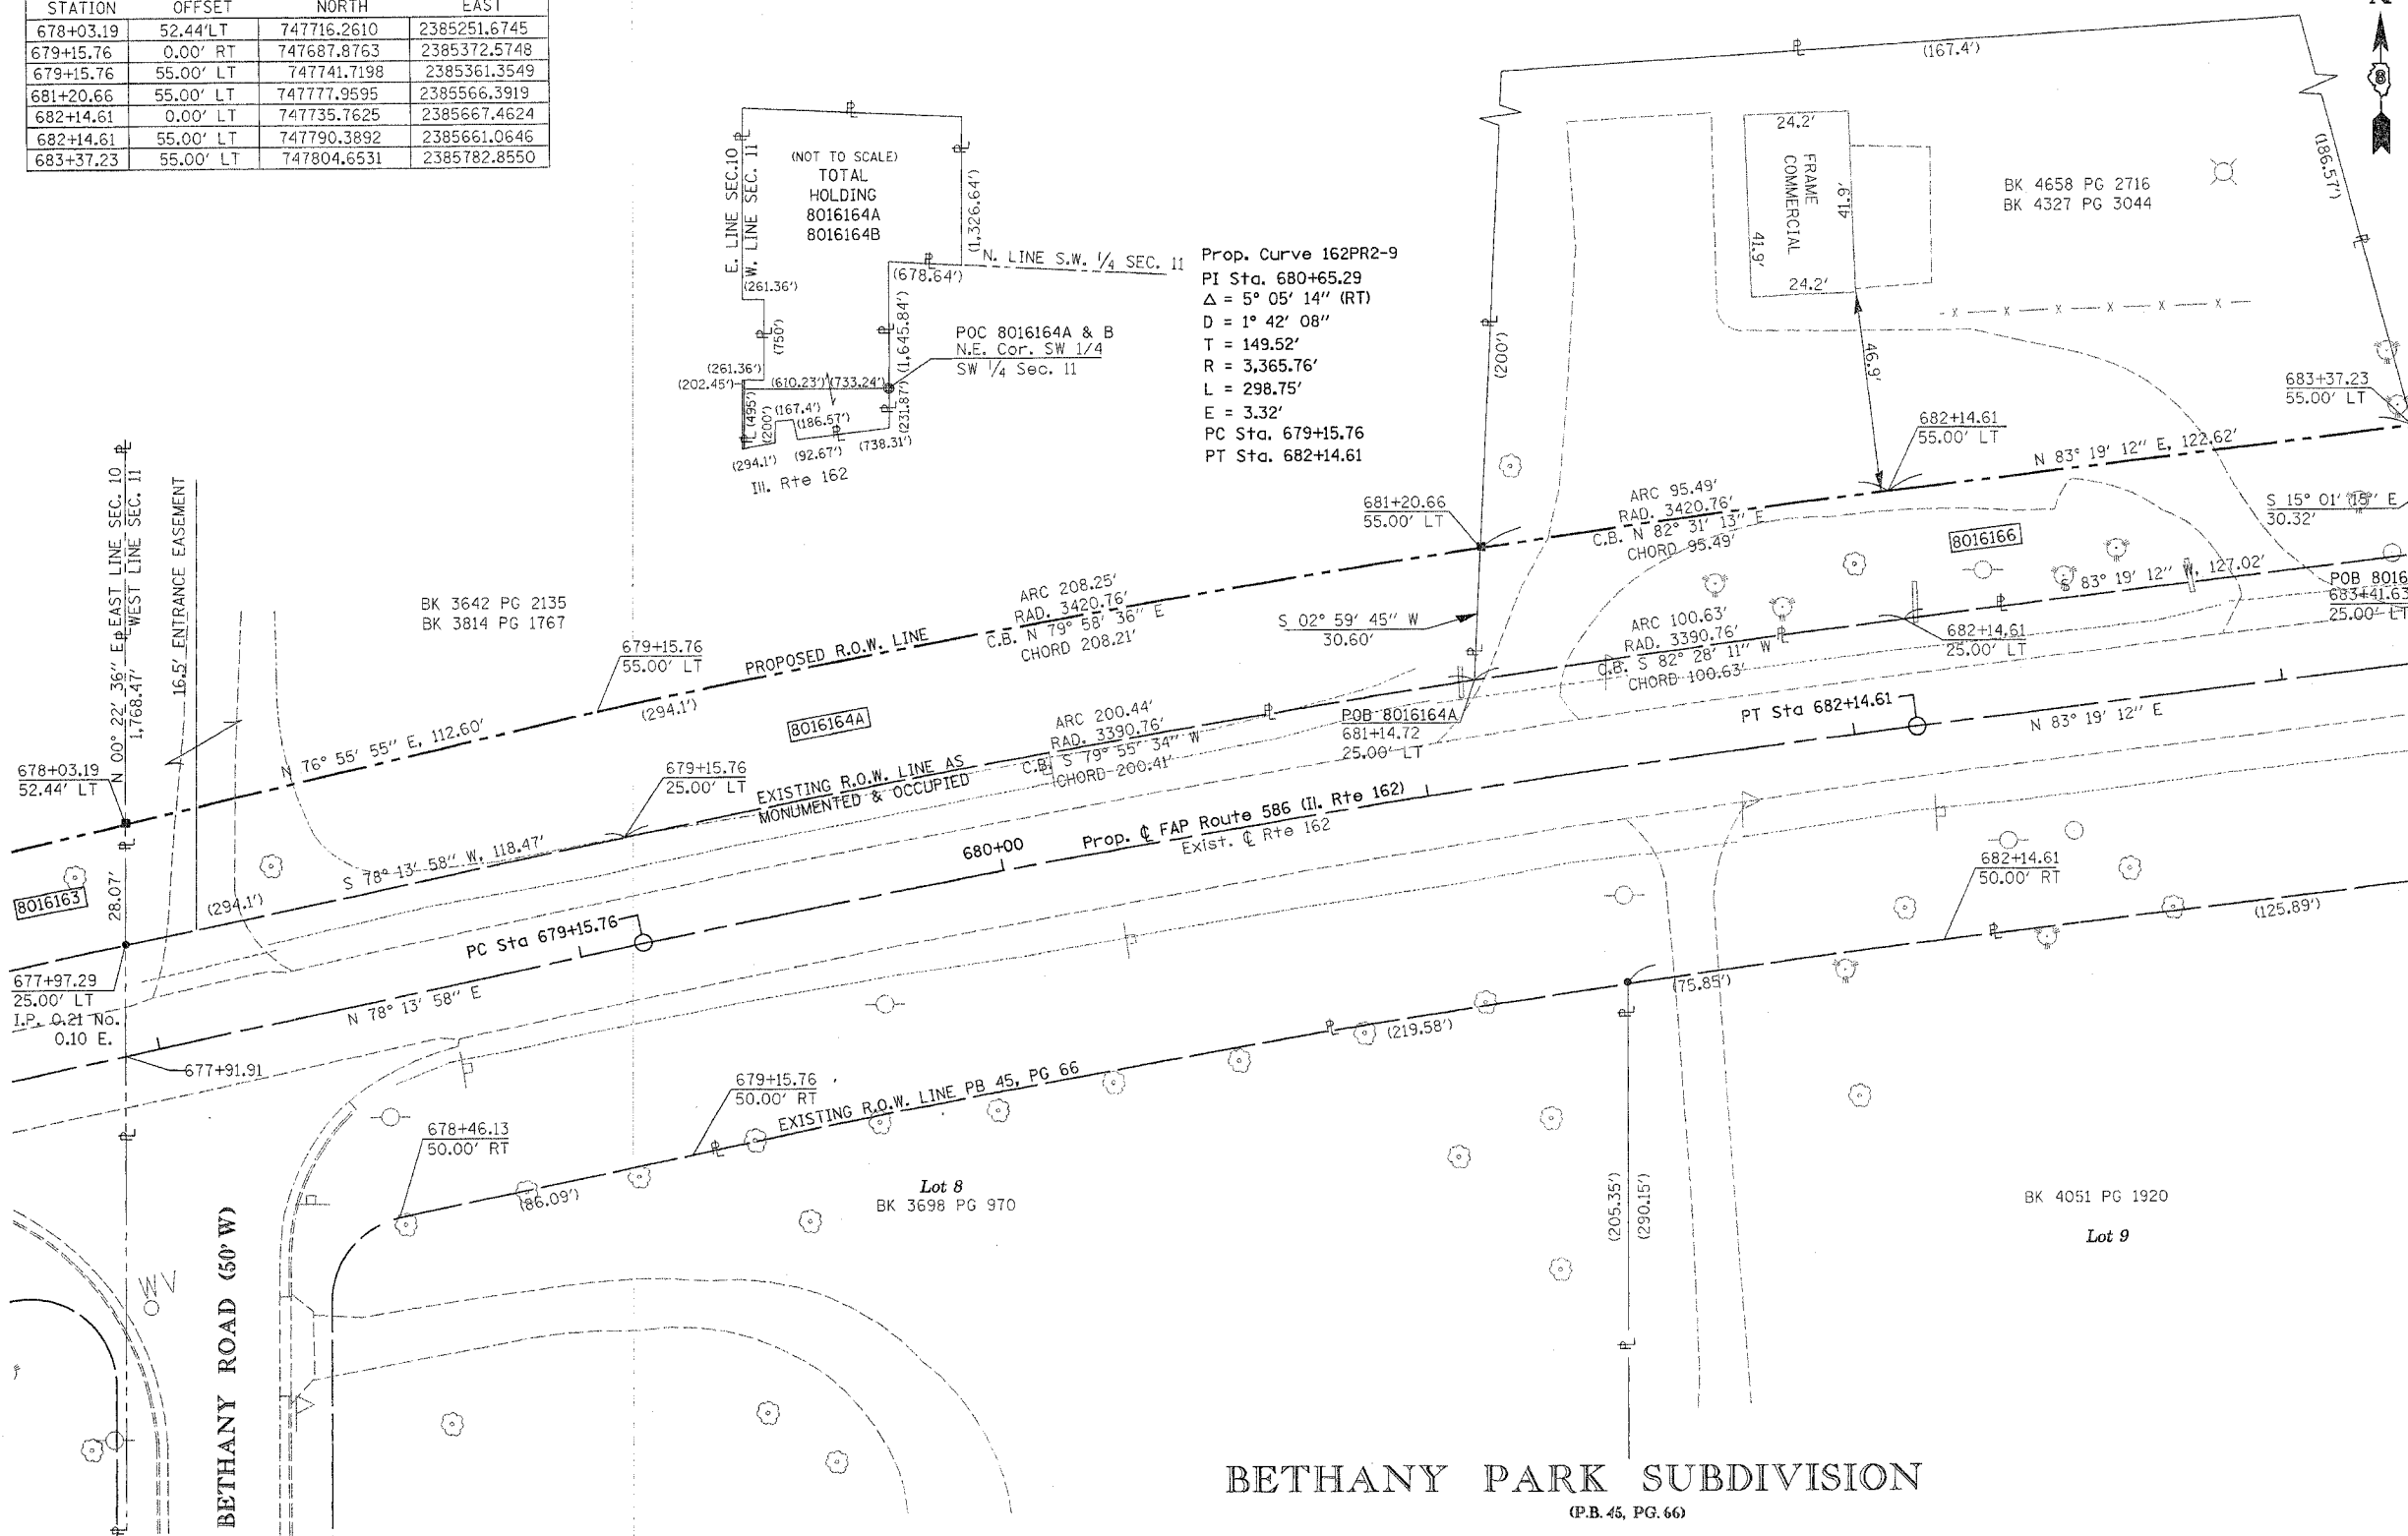 STATION OFFSET NORTH EAST
678+03.19 52.44'LT 747716.2610 2385251.6745
679+15.76 0.00' RT 747687.8763 2385372.5748
679+15.76 55.00' LT 747741.7198 2385361.3549
681+20.66 55.00' LT 747777.9595 2385566.3919
682+14.61 0.00' LT 747735.7625 2385667.4624
682+14.61 55.00' LT 747790.3892 2385661.0646
683+37.23 55.00' LT 747804.6531 2385782.8550
8
(167.4')
(186.57')
24.2'
FRAME
COMMERCIAL
41.9'
41.9'
24.2'
46.9'
BK 4658 PG 2716
BK 4327 PG 3044
E. LINE SEC.10
W. LINE SEC. 11
(NOT TO SCALE)
TOTAL
HOLDING
8016164A
8016164B
(1,326.64')
N. LINE S.W. 1/4 SEC. 11
(678.64')
(261.36')
(750')
(1,645.84')
POC 8016164A & B
N.E. Cor. SW 1/4
SW 1/4 Sec. 11
(261.36')
(202.45')
(610.23')
(733.24')
(495')
(200')
(167.4')
(186.57')
(231.87')
(294.1')
(92.67')
(738.31')
Ill. Rte 162
Prop. Curve 162PR2-9
PI Sta. 680+65.29
Δ = 5° 05' 14" (RT)
D = 1° 42' 08"
T = 149.52'
R = 3,365.76'
L = 298.75'
E = 3.32'
PC Sta. 679+15.76
PT Sta. 682+14.61
(200')
683+37.23
55.00' LT
682+14.61
55.00' LT
N 83° 19' 12" E, 122.62'
S 15° 01' 15" E
30.32'
681+20.66
55.00' LT
ARC 95.49'
RAD. 3420.76'
C.B. N 82° 31' 13" E
CHORD 95.49'
8016166
S 83° 19' 12" W, 127.02'
POB 8016
683+41.63
25.00' LT
N 00° 22' 36" E EAST LINE SEC. 10
1,768.47' WEST LINE SEC. 11
16.5' ENTRANCE EASEMENT
BK 3642 PG 2135
BK 3814 PG 1767
679+15.76
55.00' LT
PROPOSED R.O.W. LINE
ARC 208.25'
RAD. 3420.76'
C.B. N 79° 58' 36" E
CHORD 208.21'
S 02° 59' 45" W
30.60'
ARC 100.63'
RAD. 3390.76'
C.B. S 82° 28' 11" W
CHORD 100.63'
682+14.61
25.00' LT
(294.1')
8016164A
ARC 200.44'
RAD. 3390.76'
C.B. S 79° 55' 34" W
CHORD 200.41'
POB 8016164A
681+14.72
25.00' LT
PT Sta 682+14.61
N 83° 19' 12" E
N 76° 55' 55" E, 112.60'
678+03.19
52.44' LT
679+15.76
25.00' LT
EXISTING R.O.W. LINE AS
MONUMENTED & OCCUPIED
680+00
Prop. ℄ FAP Route 586 (Il. Rte 162)
Exist. ℄ Rte 162
S 78° 13' 58" W, 118.47'
8016163
28.07'
(294.1')
PC Sta 679+15.76
677+97.29
25.00' LT
I.P. 0.21 No.
0.10 E.
N 78° 13' 58" E
677+91.91
682+14.61
50.00' RT
(125.89')
(75.85')
(219.58')
679+15.76
50.00' RT
EXISTING R.O.W. LINE PB 45, PG 66
678+46.13
50.00' RT
(86.09')
Lot 8
BK 3698 PG 970
(205.35')
(290.15')
BK 4051 PG 1920
Lot 9
WV
BETHANY ROAD (50' W)
BETHANY PARK SUBDIVISION
(P.B. 45, PG. 66)